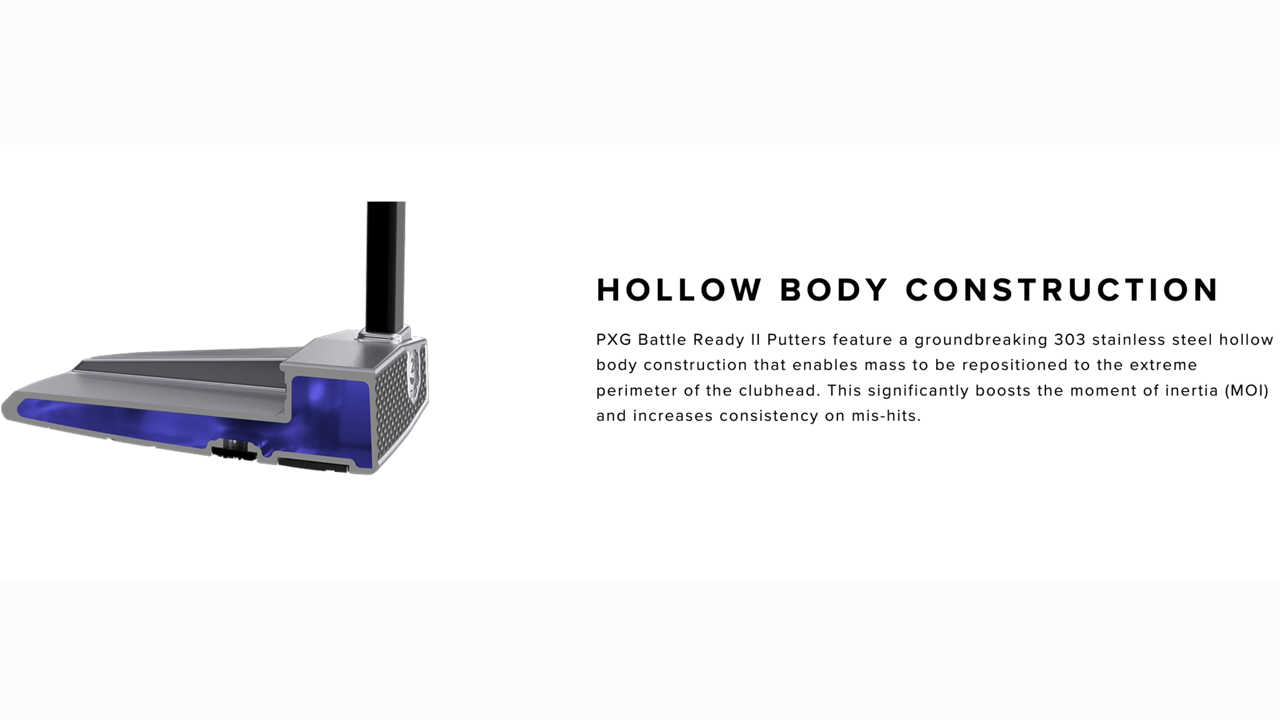 HOLLOW BODY CONSTRUCTION
PXG Battle Ready II Putters feature a groundbreaking 303 stainless steel hollow
body construction that enables mass to be repositioned to the extreme
perimeter of the clubhead. This significantly boosts the moment of inertia (MOI)
and increases consistency on mis-hits.